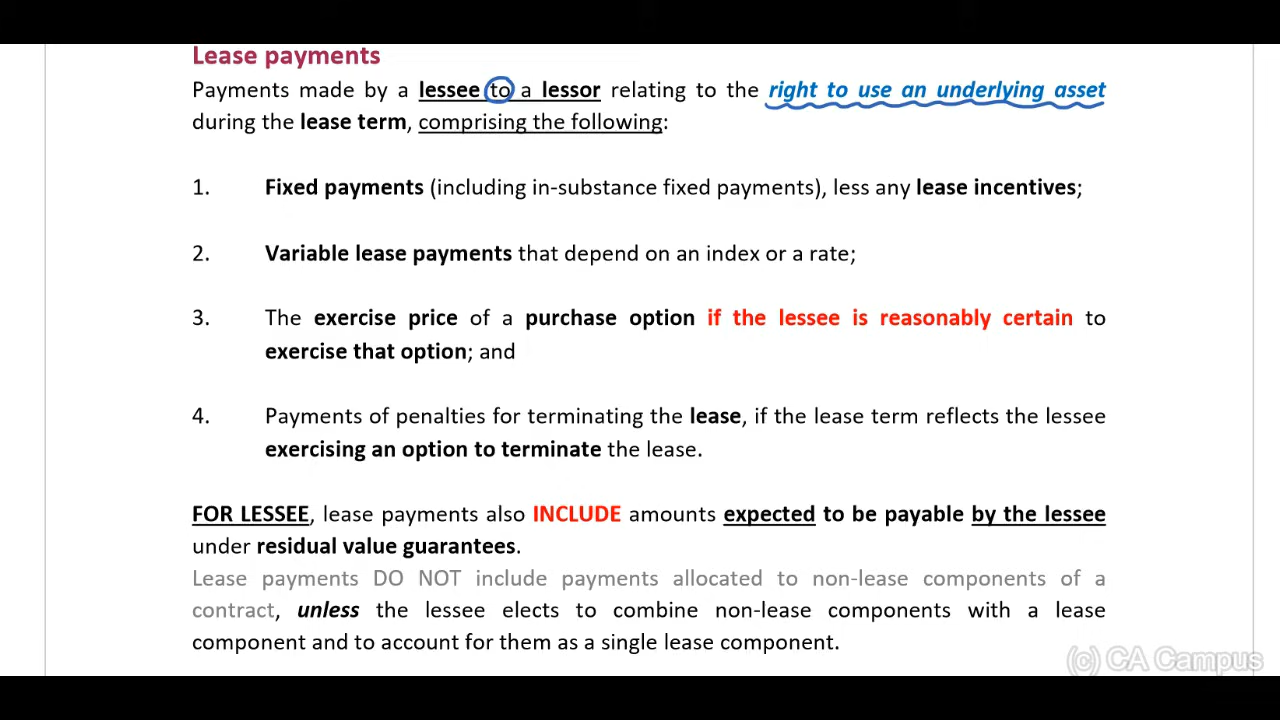 Lease payments
Payments made by a lessee to a lessor relating to the right to use an underlying asset
during the lease term, comprising the following:
1. Fixed payments (including in-substance fixed payments), less any lease incentives;
2. Variable lease payments that depend on an index or a rate;
3. The exercise price of a purchase option if the lessee is reasonably certain to
exercise that option; and
4. Payments of penalties for terminating the lease, if the lease term reflects the lessee
exercising an option to terminate the lease.
FOR LESSEE, lease payments also INCLUDE amounts expected to be payable by the lessee
under residual value guarantees.
Lease payments DO NOT include payments allocated to non-lease components of a
contract, unless the lessee elects to combine non-lease components with a lease
component and to account for them as a single lease component.
(c) CA Campus